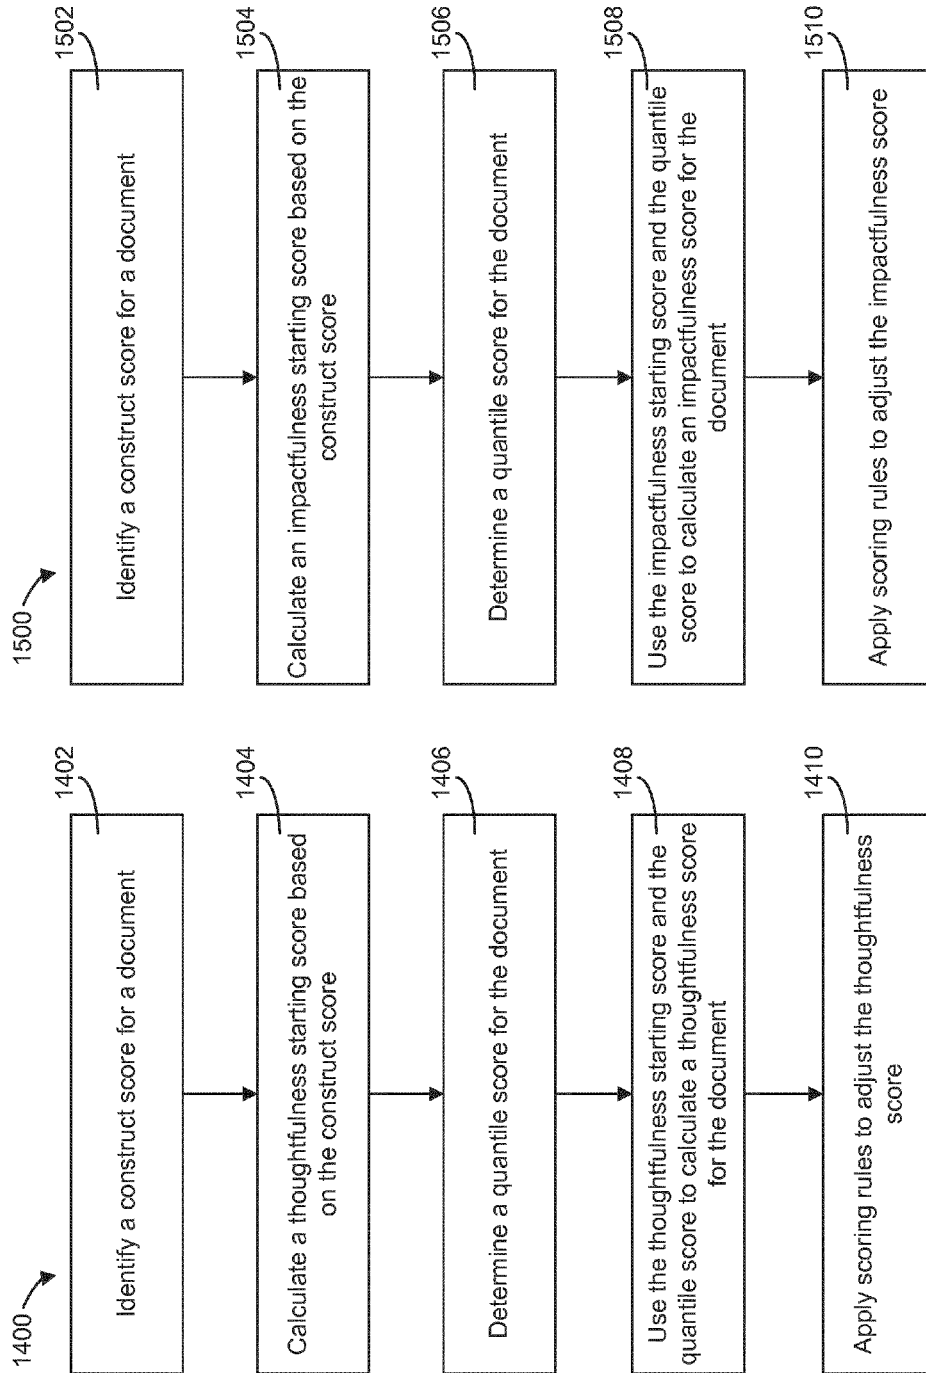 1400
1402
Identify a construct score for a document
1404
Calculate a thoughtfulness starting score based
on the construct score
1406
Determine a quantile score for the document
1408
Use the thoughtfulness starting score and the
quantile score to calculate a thoughtfulness score
for the document
1410
Apply scoring rules to adjust the thoughtfulness
score
1500
1502
Identify a construct score for a document
1504
Calculate an impactfulness starting score based on the
construct score
1506
Determine a quantile score for the document
1508
Use the impactfulness starting score and the quantile
score to calculate an impactfulness score for the
document
1510
Apply scoring rules to adjust the impactfulness score